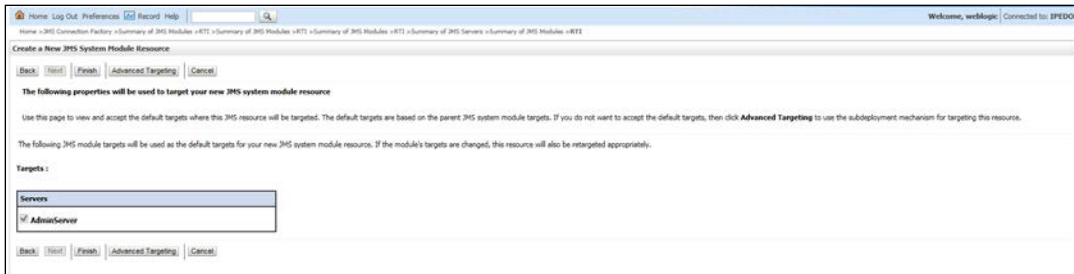 Home Log Out Preferences Record Help
Welcome, weblogic Connected to: IPEDO
Home >JMS Connection Factory >Summary of JMS Modules >RTI >Summary of JMS Modules >RTI >Summary of JMS Modules >RTI >Summary of JMS Servers >Summary of JMS Modules >RTI
Create a New JMS System Module Resource
Back Next Finish Advanced Targeting Cancel
The following properties will be used to target your new JMS system module resource
Use this page to view and accept the default targets where this JMS resource will be targeted. The default targets are based on the parent JMS system module targets. If you do not want to accept the default targets, then click Advanced Targeting to use the subdeployment mechanism for targeting this resource.
The following JMS module targets will be used as the default targets for your new JMS system module resource. If the module's targets are changed, this resource will also be retargeted appropriately.
Targets :
Servers
AdminServer
Back Next Finish Advanced Targeting Cancel